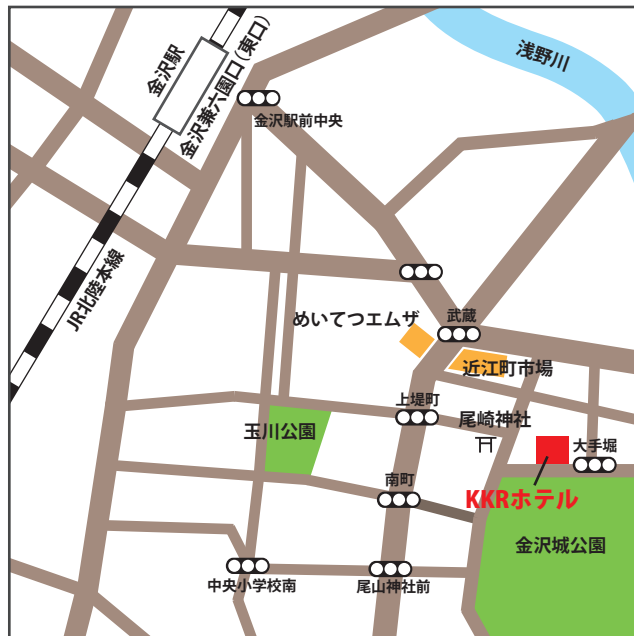 浅野川
金沢駅
金沢兼六園口(東口)
金沢駅前中央
JR北陸本線
めいてつエムザ
武蔵
近江町市場
上堤町
尾崎神社
玉川公園
大手堀
南町
KKRホテル
金沢城公園
中央小学校南
尾山神社前